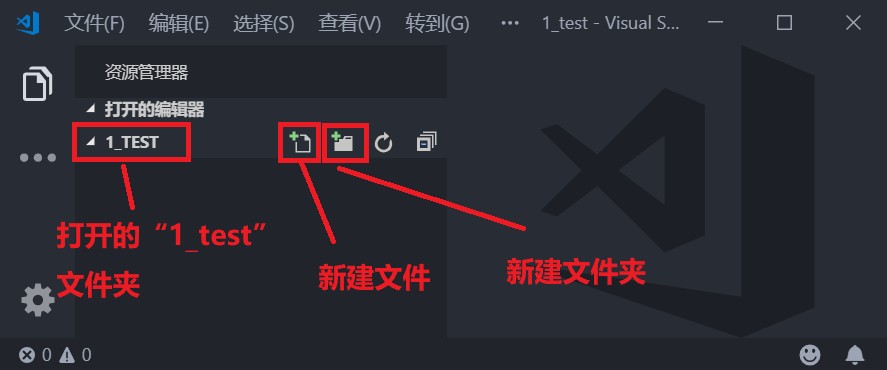 文件(F) 编辑(E) 选择(S) 查看(V) 转到(G) ··· 1_test - Visual S...
资源管理器
打开的编辑器
1_TEST
打开的“1_test”
文件夹
新建文件
新建文件夹
0 0